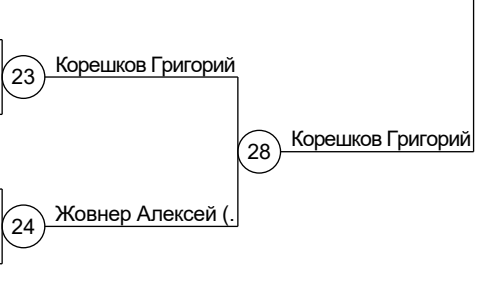 Корешков Григорий
23
Корешков Григорий
28
Жовнер Алексей (.
24